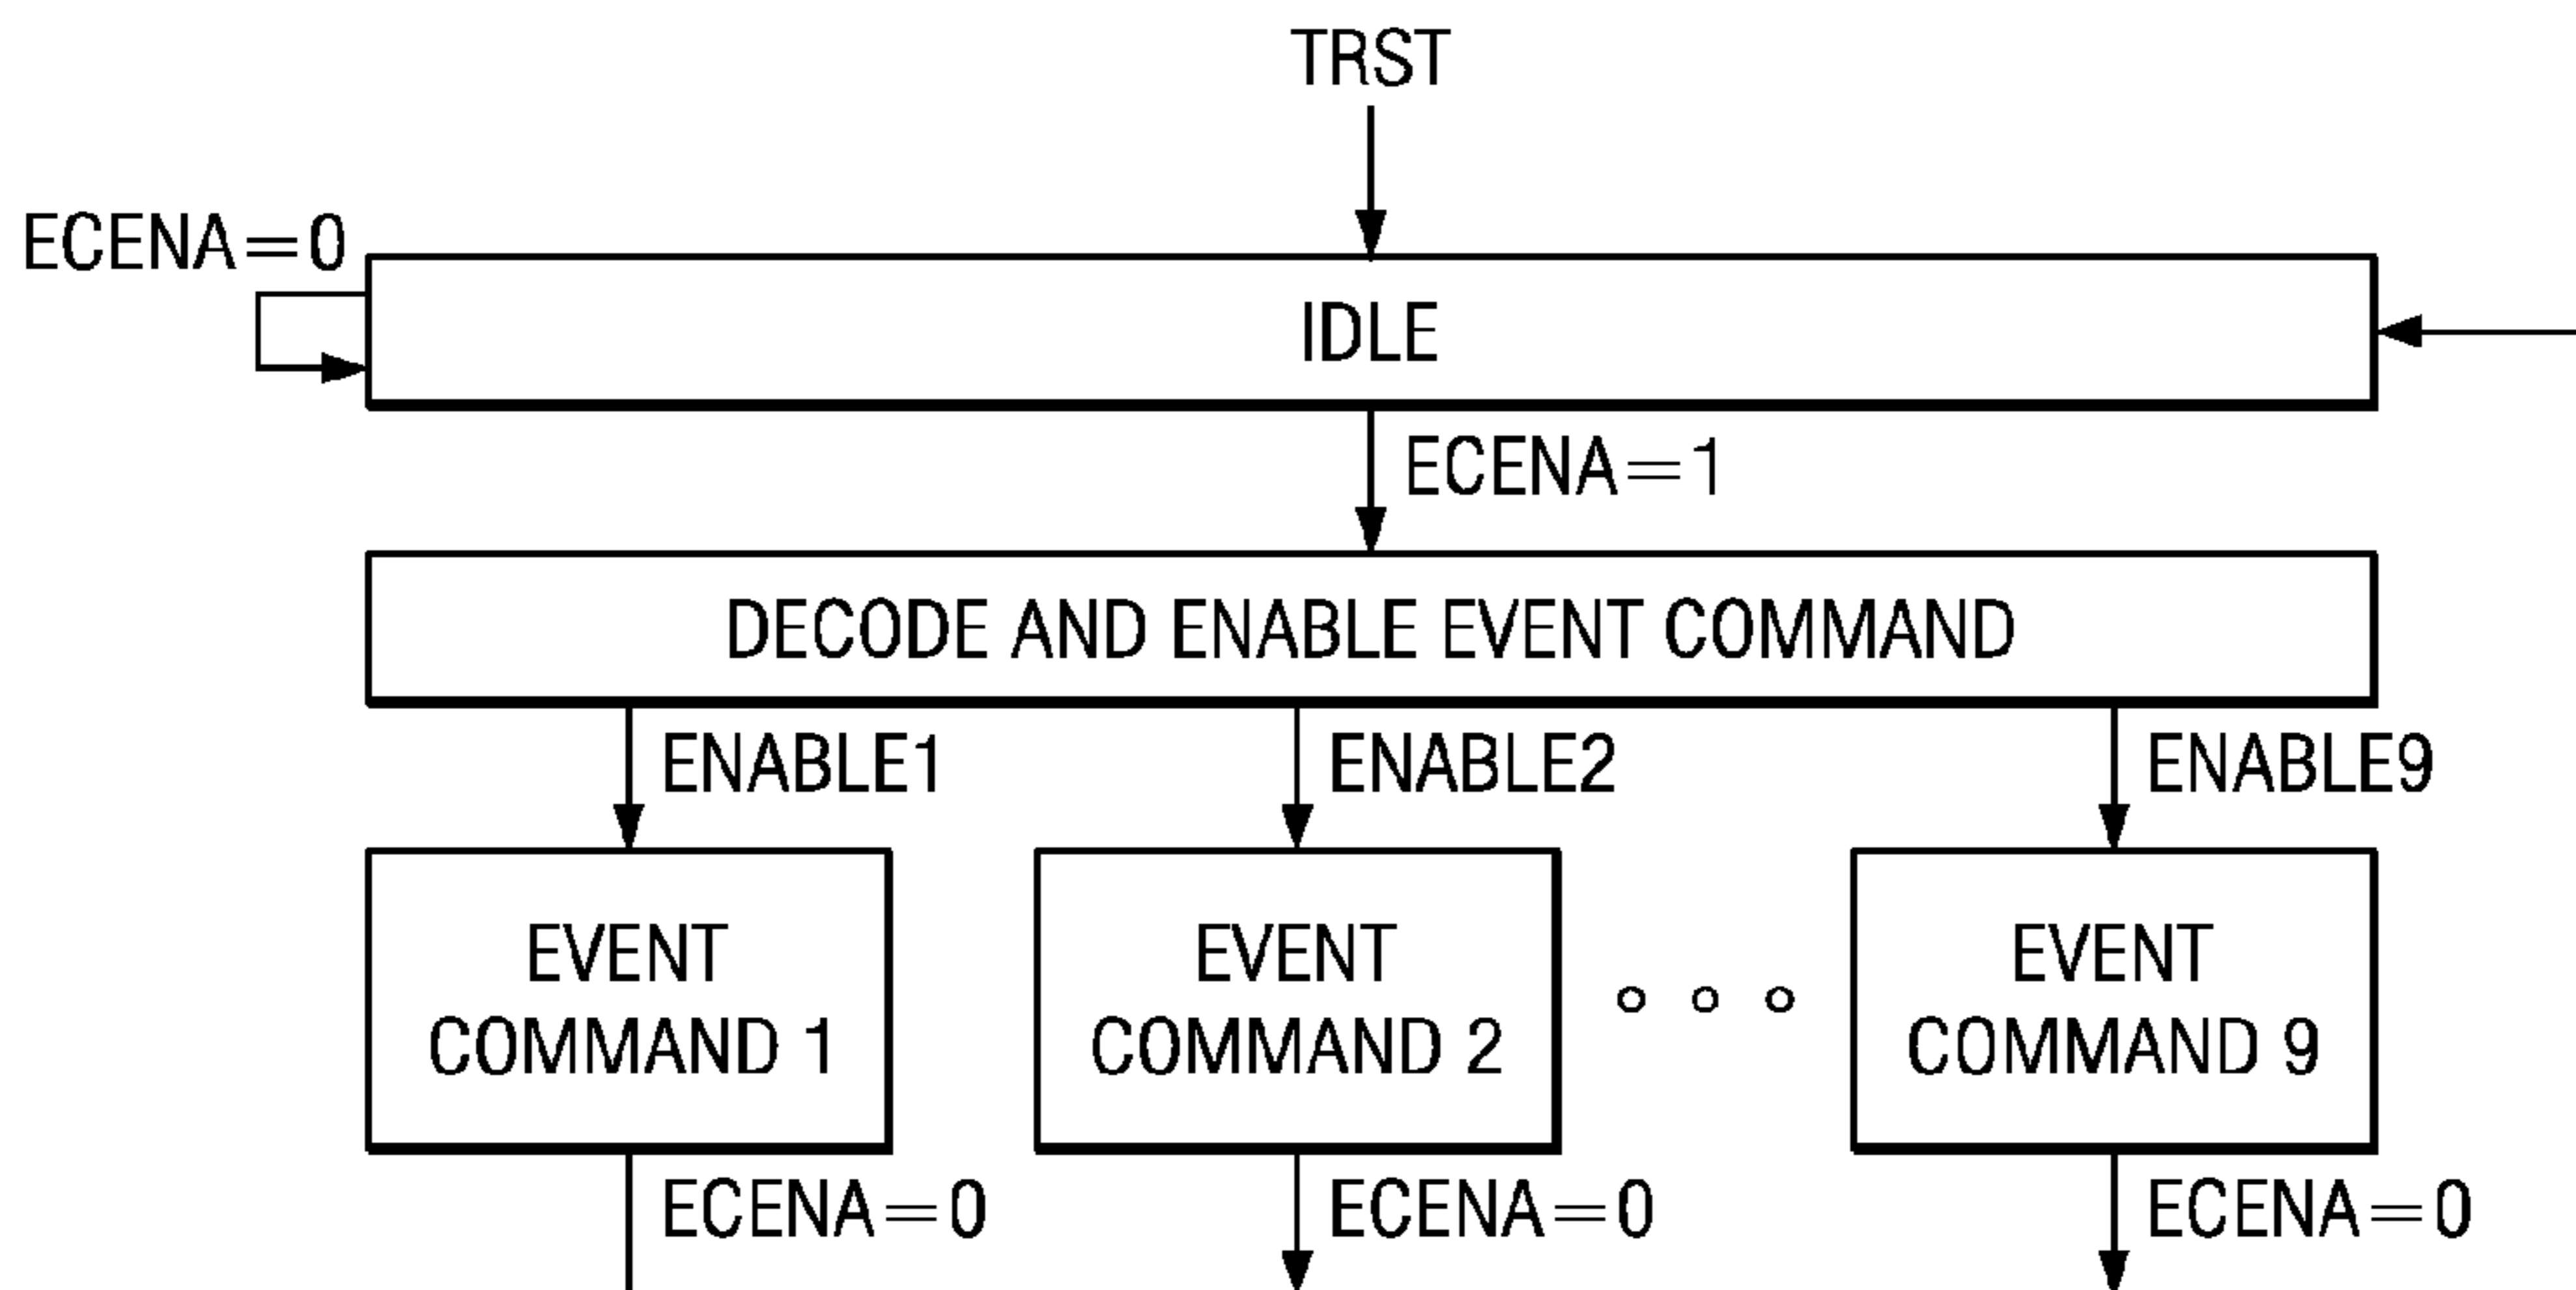 TRST
ECENA=0
IDLE
ECENA=1
DECODE AND ENABLE EVENT COMMAND
ENABLE1
ENABLE2
ENABLE9
EVENT
COMMAND 1
EVENT
COMMAND 2
EVENT
COMMAND 9
ECENA=0
ECENA=0
ECENA=0